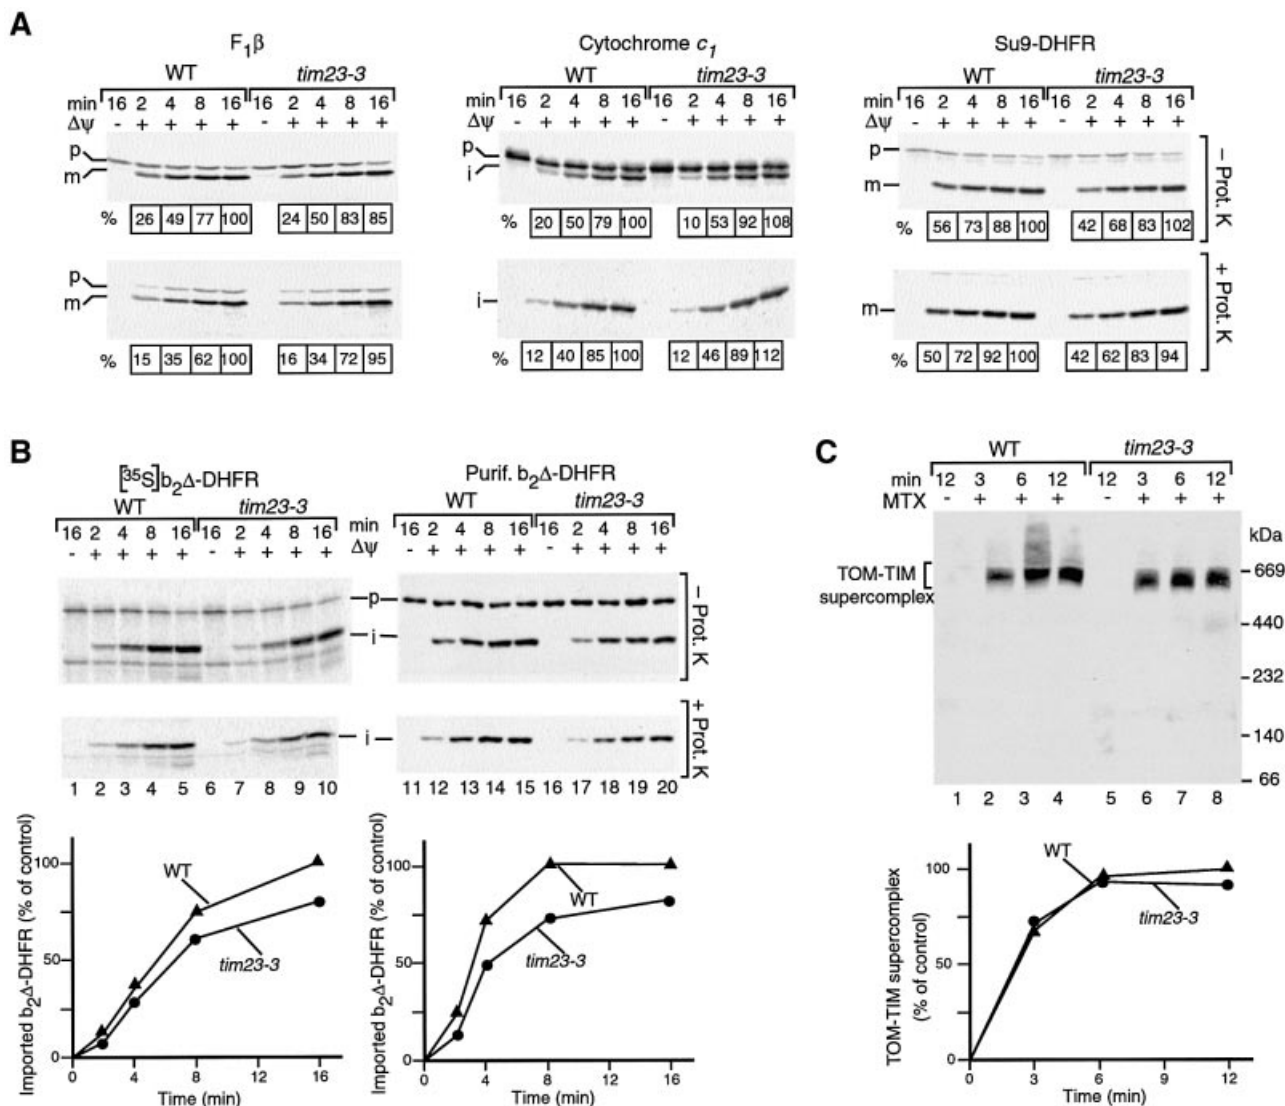 A
F1β
WT tim23-3
min 16 2 4 8 16 16 2 4 8 16
Δψ - + + + + - + + + +
p
m
% 26 49 77 100 24 50 83 85
p
m
% 15 35 62 100 16 34 72 95
Cytochrome c1
WT tim23-3
16 2 4 8 16 16 2 4 8 16
- + + + + - + + + +
p
i
% 20 50 79 100 10 53 92 108
i
% 12 40 85 100 12 46 89 112
Su9-DHFR
WT tim23-3
min 16 2 4 8 16 16 2 4 8 16
Δψ - + + + + - + + + +
p
m
- Prot. K
% 56 73 88 100 42 68 83 102
m
+ Prot. K
% 50 72 92 100 42 62 83 94
B
[35S]b2Δ-DHFR
WT tim23-3
16 2 4 8 16 16 2 4 8 16 min
- + + + + - + + + + Δψ
Purif. b2Δ-DHFR
WT tim23-3
16 2 4 8 16 16 2 4 8 16
- + + + + - + + + +
p
i
- Prot. K
i
+ Prot. K
1 2 3 4 5 6 7 8 9 10
11 12 13 14 15 16 17 18 19 20
Imported b2Δ-DHFR (% of control)
100
50
0
WT
tim23-3
0 4 8 12 16
Time (min)
Imported b2Δ-DHFR (% of control)
100
50
0
WT
tim23-3
0 4 8 12 16
Time (min)
C
WT tim23-3
min 12 3 6 12 12 3 6 12
MTX - + + + - + + +
kDa
TOM-TIM
supercomplex
669
440
232
140
66
1 2 3 4 5 6 7 8
TOM-TIM supercomplex
(% of control)
100
50
0
WT
tim23-3
0 3 6 9 12
Time (min)